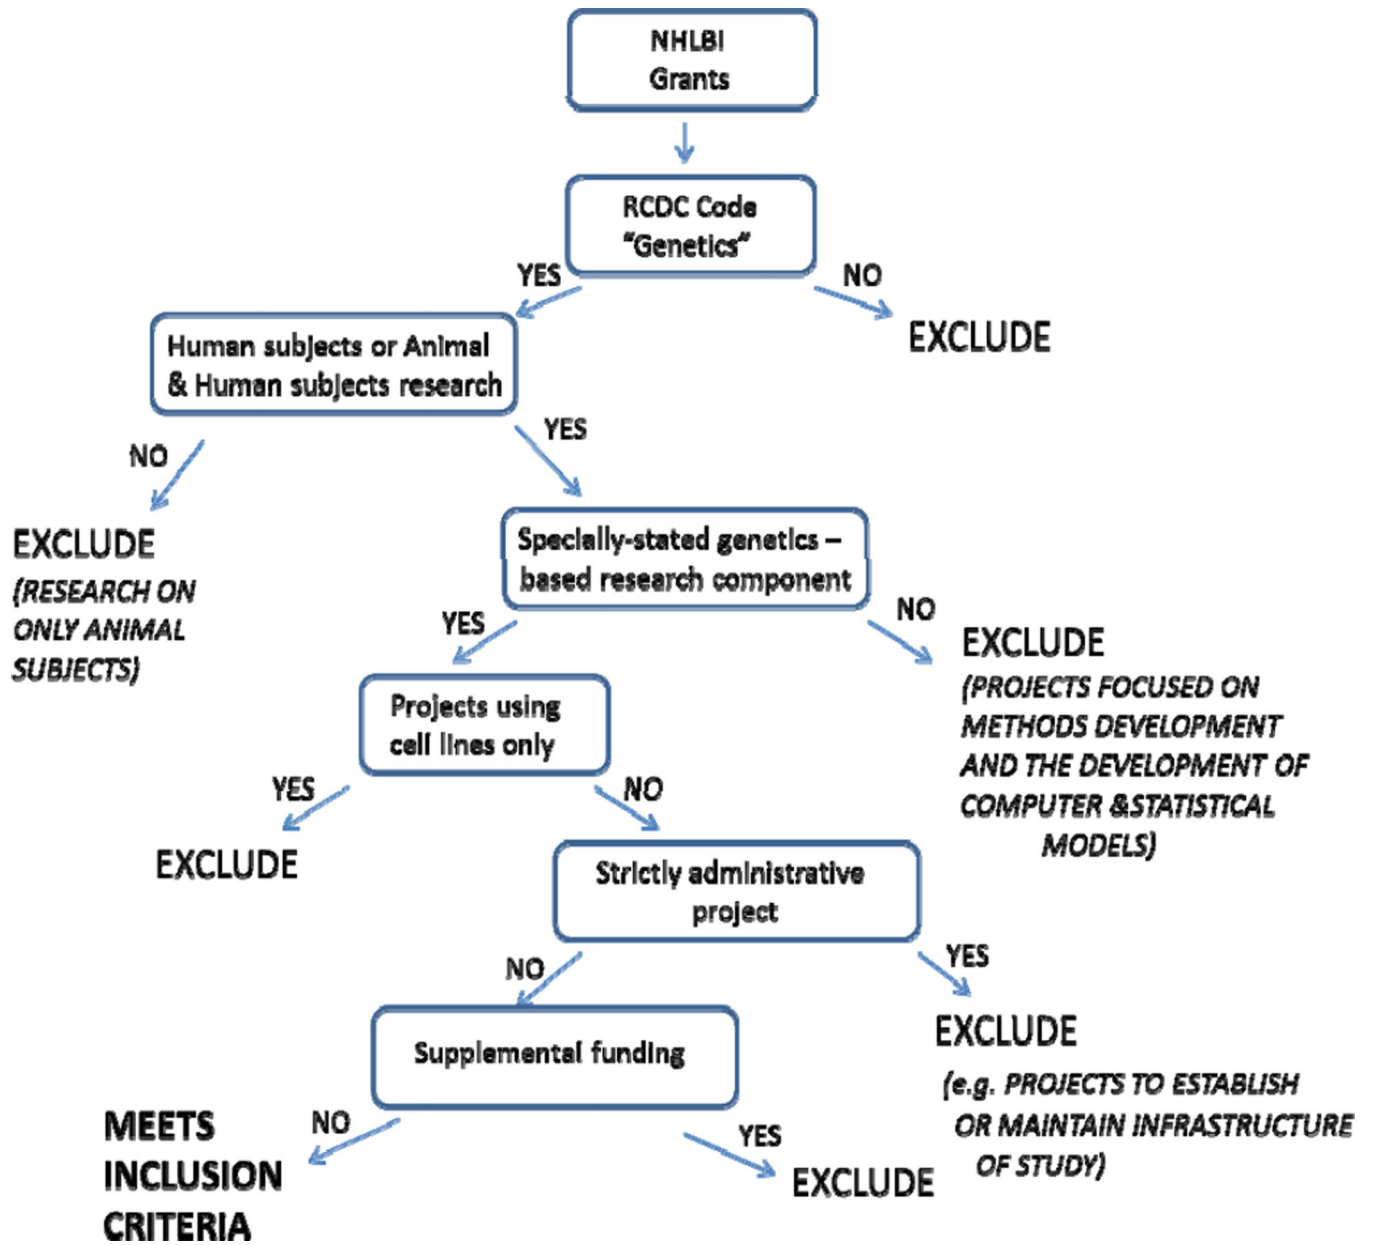 NHLBI
Grants
RCDC Code
"Genetics"
YES
NO
EXCLUDE
Human subjects or Animal
& Human subjects research
NO
YES
EXCLUDE
(RESEARCH ON
ONLY ANIMAL
SUBJECTS)
Specially-stated genetics –
based research component
YES
NO
EXCLUDE
(PROJECTS FOCUSED ON
METHODS DEVELOPMENT
AND THE DEVELOPMENT OF
COMPUTER &STATISTICAL
MODELS)
Projects using
cell lines only
YES
NO
EXCLUDE
Strictly administrative
project
NO
YES
EXCLUDE
(e.g. PROJECTS TO ESTABLISH
OR MAINTAIN INFRASTRUCTURE
OF STUDY)
Supplemental funding
NO
YES
MEETS
INCLUSION
CRITERIA
EXCLUDE